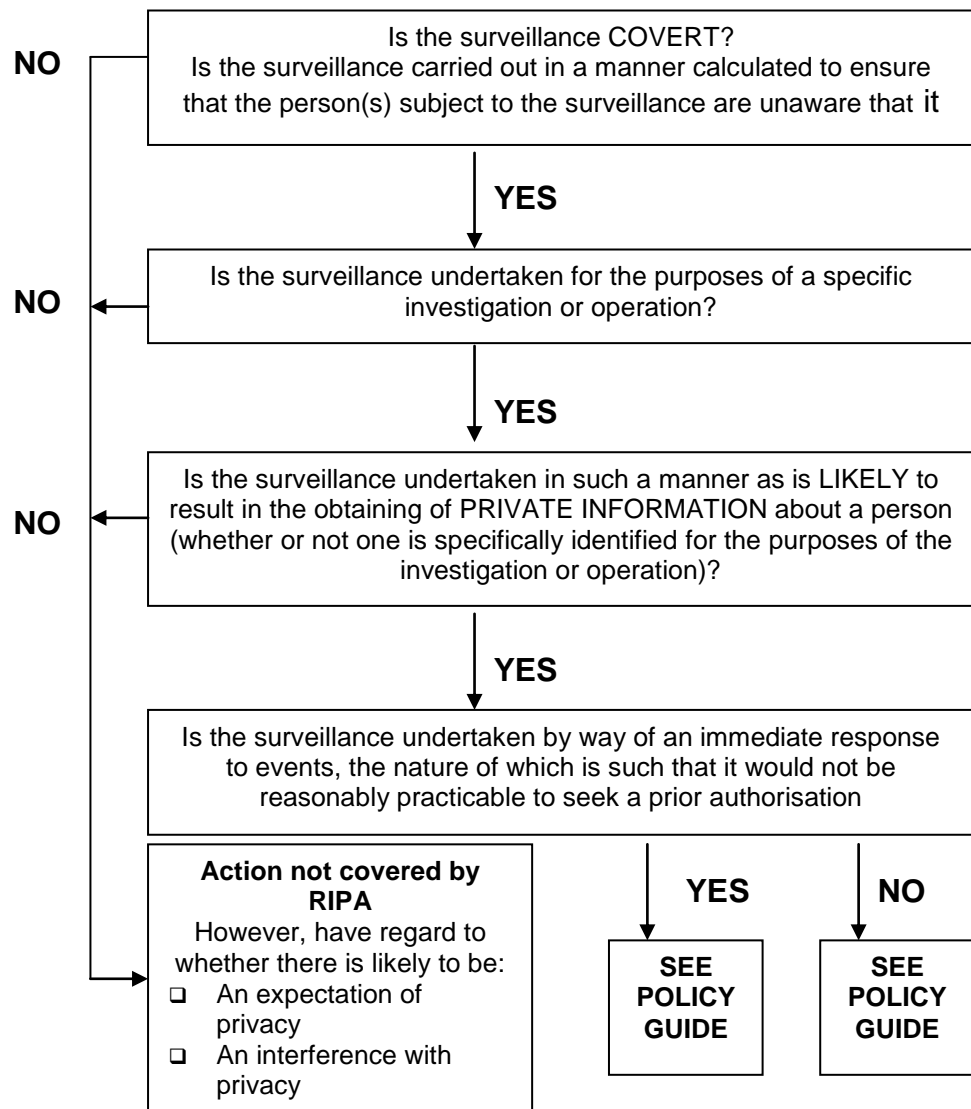 Is the surveillance COVERT?
NO
Is the surveillance carried out in a manner calculated to ensure
that the person(s) subject to the surveillance are unaware that it
YES
Is the surveillance undertaken for the purposes of a specific
investigation or operation?
NO
YES
Is the surveillance undertaken in such a manner as is LIKELY to
result in the obtaining of PRIVATE INFORMATION about a person
(whether or not one is specifically identified for the purposes of the
investigation or operation)?
NO
YES
Is the surveillance undertaken by way of an immediate response
to events, the nature of which is such that it would not be
reasonably practicable to seek a prior authorisation
Action not covered by
RIPA
However, have regard to
whether there is likely to be:
❑ An expectation of
privacy
❑ An interference with
privacy
YES
NO
SEE
POLICY
GUIDE
SEE
POLICY
GUIDE